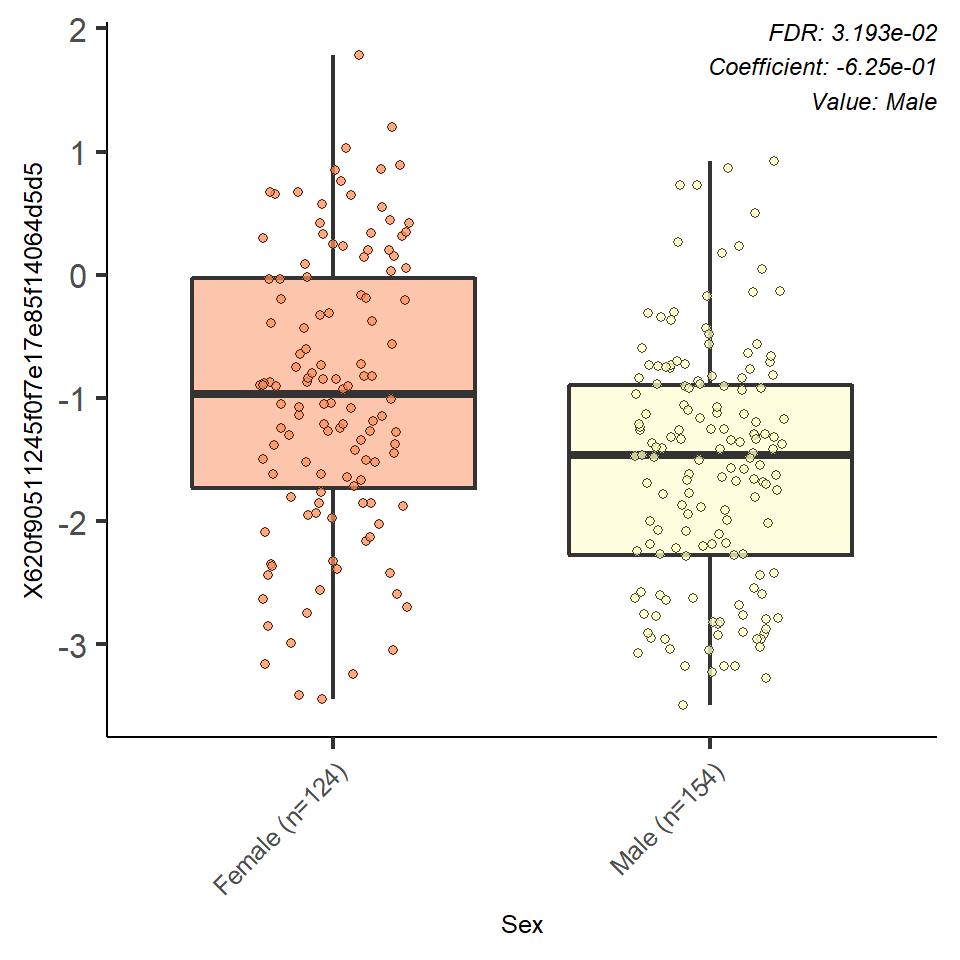 FDR: 3.193e-02
Coefficient: -6.25e-01
Value: Male
X620f90511245f0f7e17e85f14064d5d5
2
1
0
-1
-2
-3
Female (n=124)
Male (n=154)
Sex